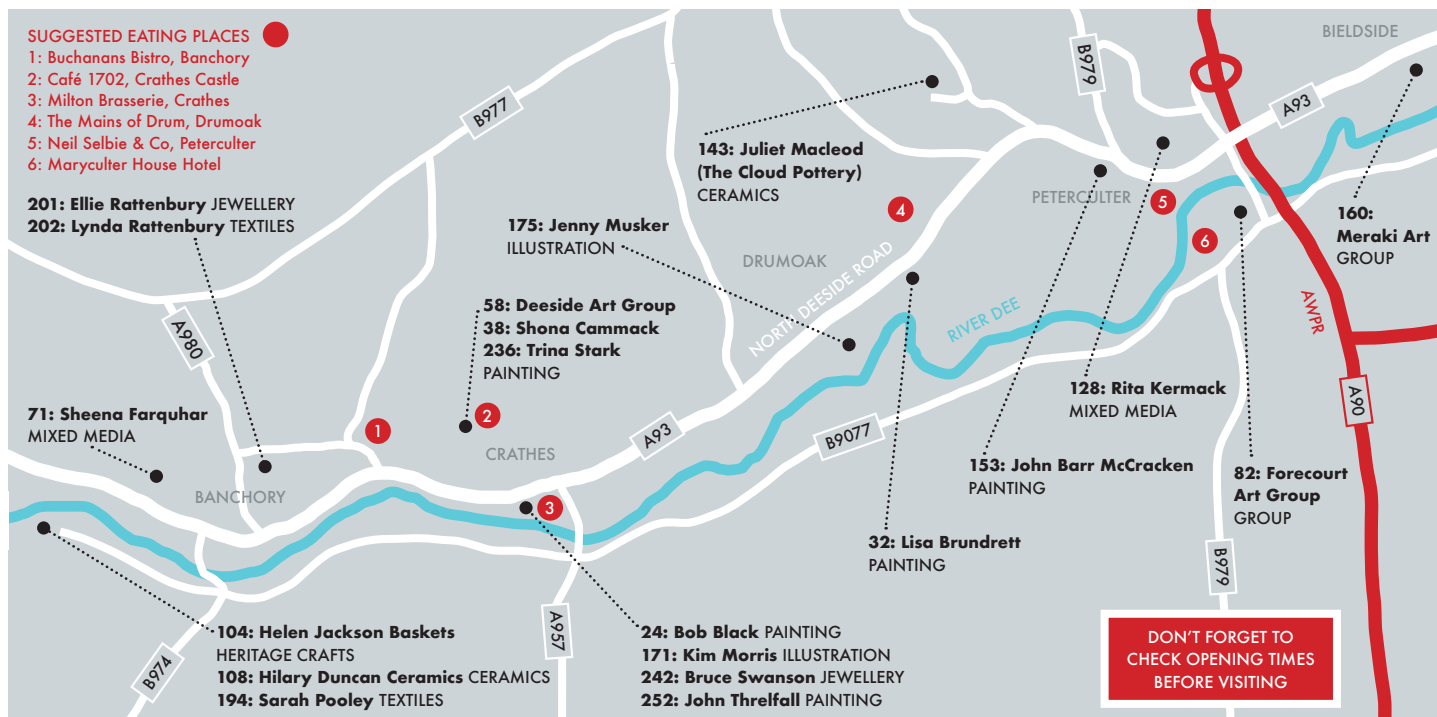 SUGGESTED EATING PLACES
1: Buchanans Bistro, Banchory
2: Café 1702, Crathes Castle
3: Milton Brasserie, Crathes
4: The Mains of Drum, Drumoak
5: Neil Selbie & Co, Peterculter
6: Maryculter House Hotel
201: Ellie Rattenbury JEWELLERY
202: Lynda Rattenbury TEXTILES
B977
A980
71: Sheena Farquhar
MIXED MEDIA
BANCHORY
1
58: Deeside Art Group
38: Shona Cammack
236: Trina Stark
PAINTING
2
CRATHES
3
175: Jenny Musker
ILLUSTRATION
143: Juliet Macleod
(The Cloud Pottery)
CERAMICS
4
DRUMOAK
NORTH DEESIDE ROAD
A93
RIVER DEE
B9077
B979
A93
BIELDSIDE
PETERCULTER
5
6
160:
Meraki Art
GROUP
AWPR
A90
128: Rita Kermack
MIXED MEDIA
153: John Barr McCracken
PAINTING
82: Forecourt
Art Group
GROUP
32: Lisa Brundrett
PAINTING
B979
104: Helen Jackson Baskets
HERITAGE CRAFTS
108: Hilary Duncan Ceramics CERAMICS
194: Sarah Pooley TEXTILES
B974
A957
24: Bob Black PAINTING
171: Kim Morris ILLUSTRATION
242: Bruce Swanson JEWELLERY
252: John Threlfall PAINTING
DON'T FORGET TO
CHECK OPENING TIMES
BEFORE VISITING